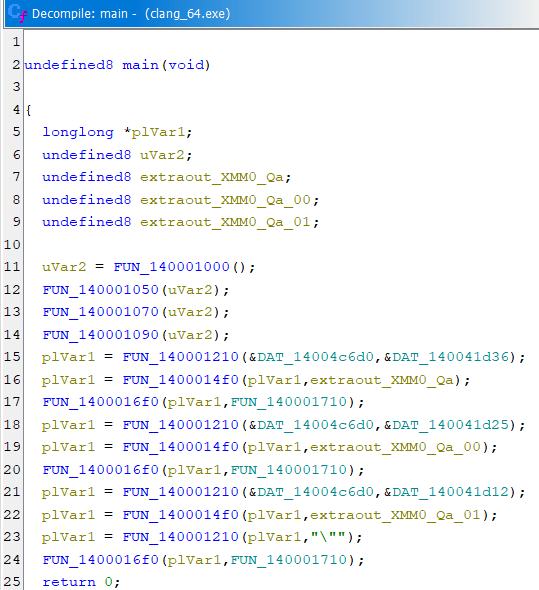 Decompile: main - (clang_64.exe)
1
2 undefined8 main(void)
3
4 {
5 longlong *plVar1;
6 undefined8 uVar2;
7 undefined8 extraout_XMM0_Qa;
8 undefined8 extraout_XMM0_Qa_00;
9 undefined8 extraout_XMM0_Qa_01;
10
11 uVar2 = FUN_140001000();
12 FUN_140001050(uVar2);
13 FUN_140001070(uVar2);
14 FUN_140001090(uVar2);
15 plVar1 = FUN_140001210(&DAT_14004c6d0,&DAT_140041d36);
16 plVar1 = FUN_1400014f0(plVar1,extraout_XMM0_Qa);
17 FUN_1400016f0(plVar1,FUN_140001710);
18 plVar1 = FUN_140001210(&DAT_14004c6d0,&DAT_140041d25);
19 plVar1 = FUN_1400014f0(plVar1,extraout_XMM0_Qa_00);
20 FUN_1400016f0(plVar1,FUN_140001710);
21 plVar1 = FUN_140001210(&DAT_14004c6d0,&DAT_140041d12);
22 plVar1 = FUN_1400014f0(plVar1,extraout_XMM0_Qa_01);
23 plVar1 = FUN_140001210(plVar1,"\"");
24 FUN_1400016f0(plVar1,FUN_140001710);
25 return 0;